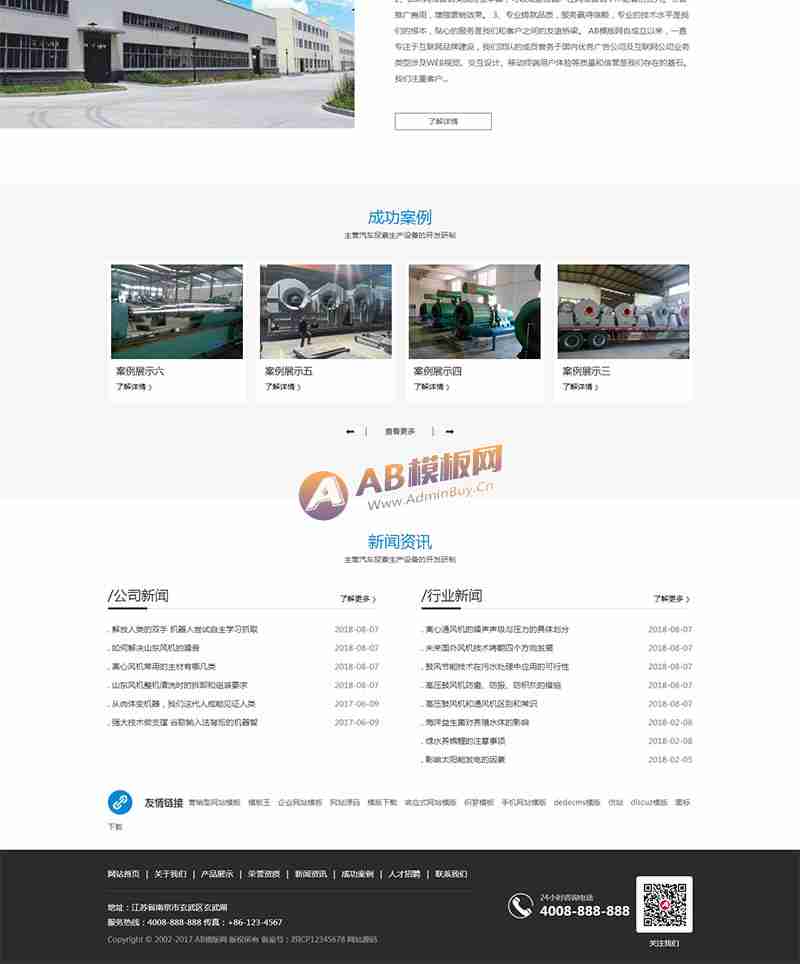 推广费用，增强营销效果。 3、专业铸就品质，服务赢得信赖，专业的技术水平是我
们的根本，贴心的服务是我们和客户之间的友谊桥梁。 AB模板网自成立以来，一直
专注于互联网品牌建设，我们团队的成员曾务于国内优秀广告公司及互联网公司业务
类型涉及WEB视觉、交互设计、移动终端用户体验等质量和信誉是我们存在的基石。
我们注重客户...
了解详情
成功案例
主营汽车尿素生产设备的开发研制
案例展示六
了解详情 》
案例展示五
了解详情 》
案例展示四
了解详情 》
案例展示三
了解详情 》
查看更多
AB模板网
Www.AdminBuy.Cn
新闻资讯
主营汽车尿素生产设备的开发研制
/公司新闻 了解更多 》
. 解放人类的双手 机器人尝试自主学习抓取 2018-08-07
. 如何解决山东风机的噪音 2018-08-07
. 离心风机常用的主材有哪几类 2018-08-07
. 山东风机整机清洗时的拆卸和组装要求 2018-08-07
. 从肉体变机器，我们这代人或能见证人类 2017-06-09
. 强大技术做支撑 谷歌输入法背后的机器智 2017-06-09
/行业新闻 了解更多 》
. 离心通风机的噪声声级与压力的具体划分 2018-08-07
. 未来国外风机技术将朝四个方向发展 2018-08-07
. 鼓风节能技术在污水处理中应用的可行性 2018-08-07
. 高压鼓风机防磨、防振、防积灰的措施 2018-08-07
. 高压鼓风机和通风机区别和常识 2018-08-07
. 海洋益生菌对养殖水体的影响 2018-02-08
. 绿水养锦鲤的注意事项 2018-02-08
. 影响太阳能发电的因素 2018-02-05
友情链接 营销型网站模板 模板王 企业网站模板 网站源码 模板下载 响应式网站模板 织梦模板 手机网站模板 dedecms模板 仿站 discuz模板 图标
下载
网站首页 | 关于我们 | 产品展示 | 荣誉资质 | 新闻资讯 | 成功案例 | 人才招聘 | 联系我们
地址：江苏省南京市玄武区玄武湖
服务热线：4008-888-888 传真：+86-123-4567
Copyright © 2002-2017 AB模板网 版权所有 备案号：苏ICP12345678 网站源码
24小时咨询电话
4008-888-888
关注我们